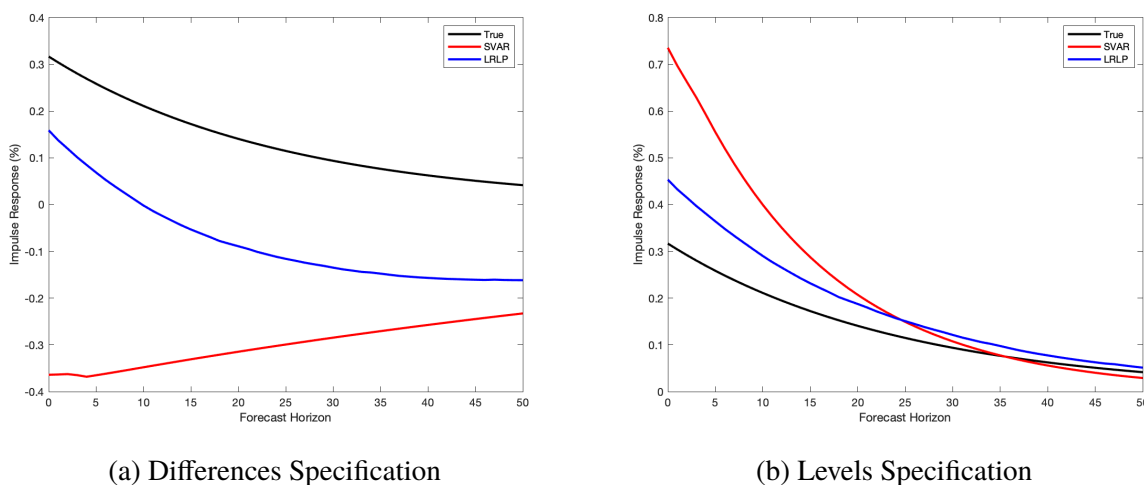 0.4
0.3
0.2
0.1
0
-0.1
-0.2
-0.3
-0.4
Impulse Response (%)
0 5 10 15 20 25 30 35 40 45 50
Forecast Horizon
True
SVAR
LRLP
(a) Differences Specification
0.8
0.7
0.6
0.5
0.4
0.3
0.2
0.1
0
Impulse Response (%)
0 5 10 15 20 25 30 35 40 45 50
Forecast Horizon
True
SVAR
LRLP
(b) Levels Specification